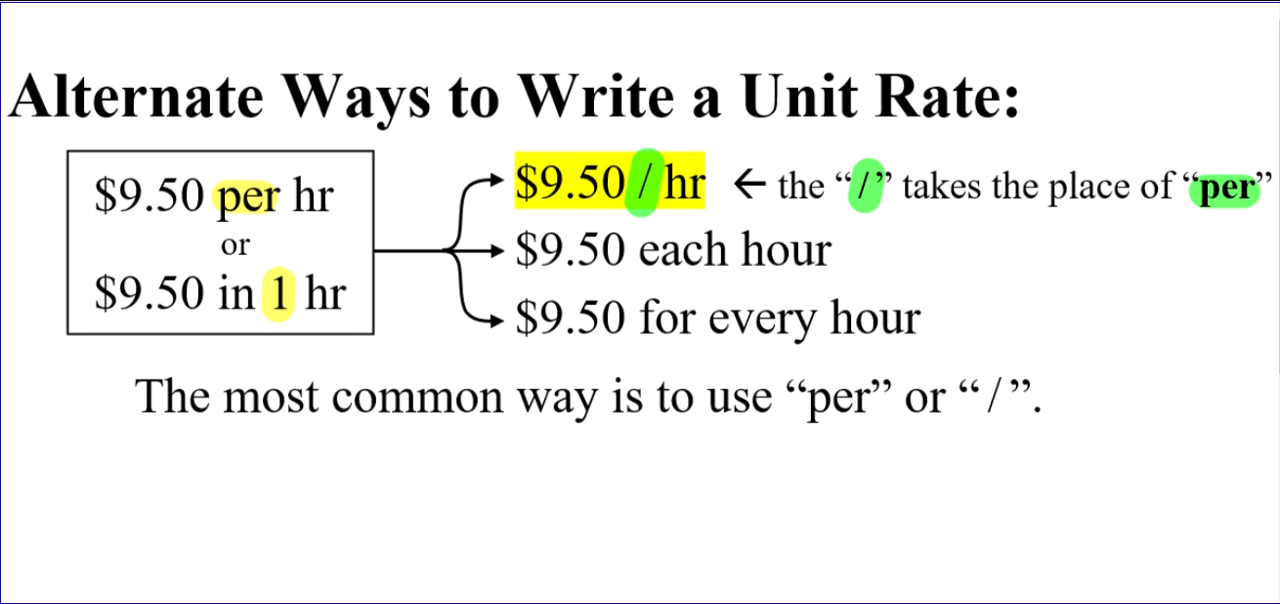 Alternate Ways to Write a Unit Rate:
$9.50 per hr
or
$9.50 in 1 hr
$9.50 / hr ← the “/” takes the place of “per”
$9.50 each hour
$9.50 for every hour
The most common way is to use “per” or “/”.